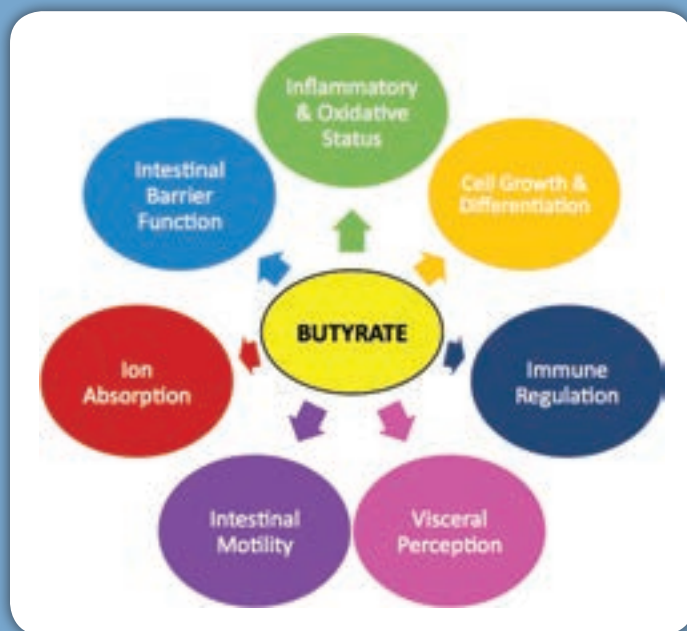 Inflammatory
& Oxidative
Status
Cell Growth &
Differentiation
Immune
Regulation
Visceral
Perception
Intestinal
Motility
Ion
Absorption
Intestinal
Barrier
Function
BUTYRATE